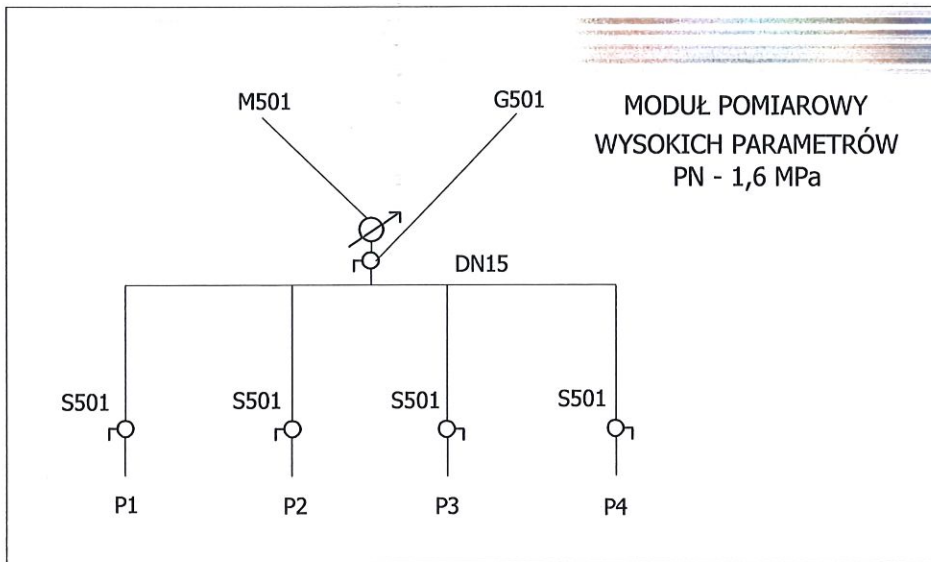 M501
G501
MODUŁ POMIAROWY
WYSOKICH PARAMETRÓW
PN - 1,6 MPa
DN15
S501
S501
S501
S501
P1
P2
P3
P4